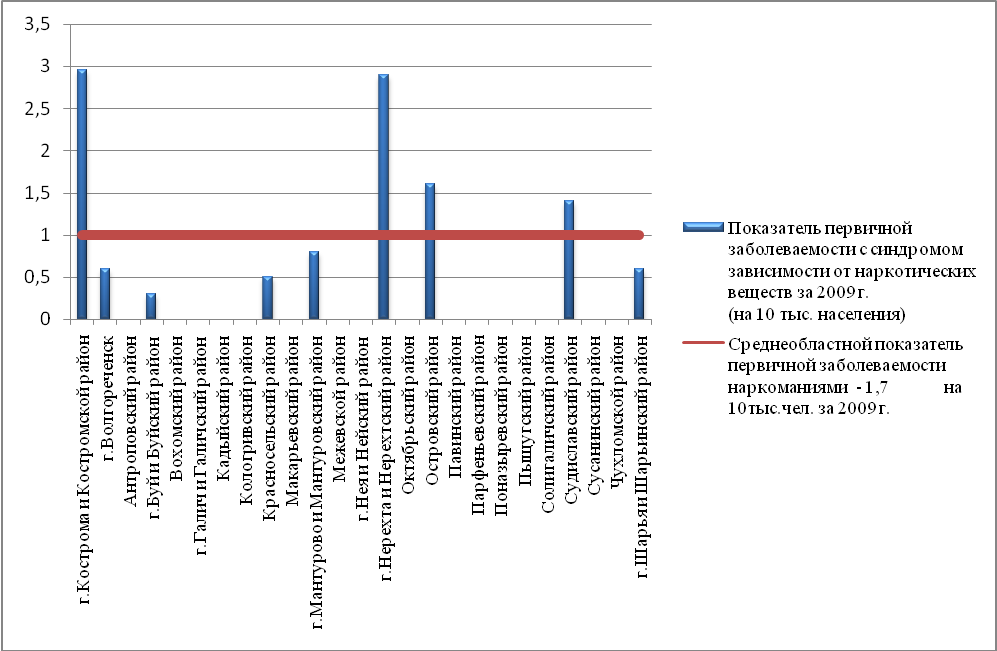 3,5
3
2,5
2
1,5
1
0,5
0
г.Кострома и Костромской район
г.Волгореченск
Антроповский район
г.Буй и Буйский район
Вохомский район
г.Галич и Галичский район
Кадыйский район
Кологривский район
Красносельский район
Макарьевский район
г.Мантурово и Мантуровский район
Межевской район
г.Нея и Нейский район
г.Нерехта и Нерехтский район
Октябрьский район
Островский район
Павинский район
Парфеньевский район
Поназыревский район
Пыщугский район
Солигаличский район
Судиславский район
Сусанинский район
Чухломской район
г.Шарья и Шарьинский район
Показатель первичной
заболеваемости с синдромом
зависимости от наркотических
веществ за 2009 г.
(на 10 тыс. населения)
Среднеобластной показатель
первичной заболеваемости
наркоманиями -1,7 на
10 тыс.чел. за 2009 г.